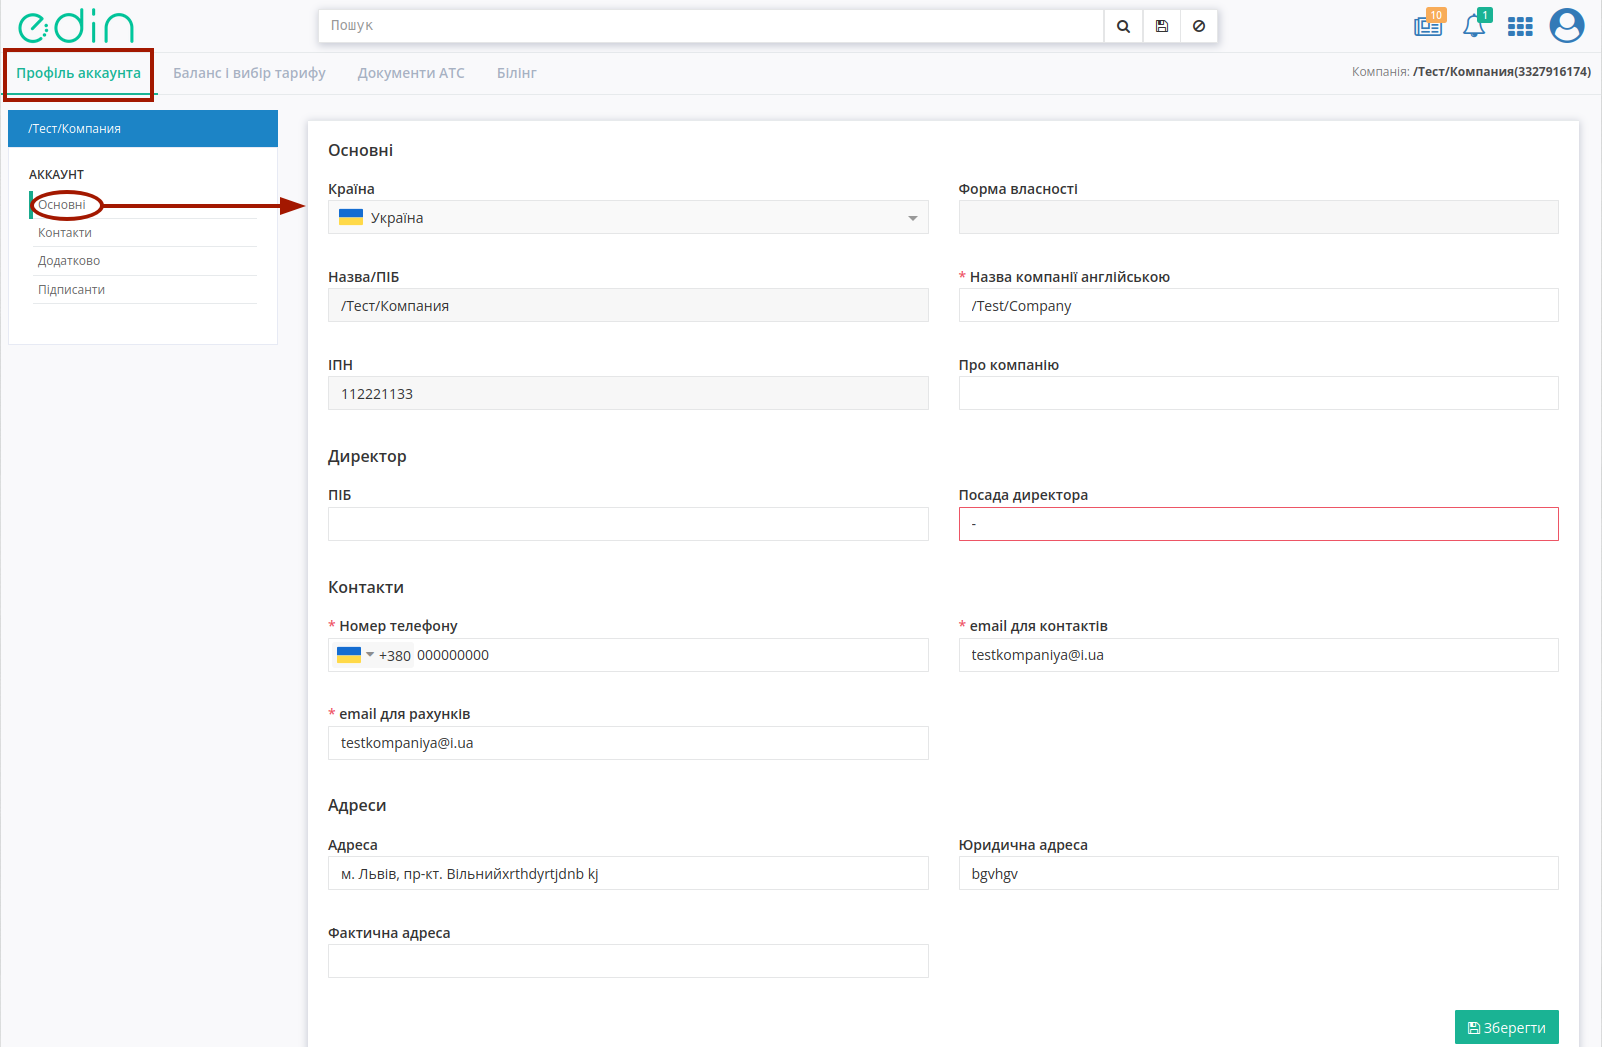 edin
Пошук
10
1
Профіль аккаунта Баланс і вибір тарифу Документи АТС Білінг
Компанія: /Тест/Компания(3327916174)
/Тест/Компания
АККАУНТ
Основні
Контакти
Додатково
Підписанти
Основні
Країна
Україна
Форма власності
Назва/ПІБ
/Тест/Компания
* Назва компанії англійською
/Test/Company
ІПН
112221133
Про компанію
Директор
ПІБ
Посада директора
-
Контакти
* Номер телефону
+380 000000000
* email для контактів
testkompaniya@i.ua
* email для рахунків
testkompaniya@i.ua
Адреси
Адреса
м. Львів, пр-кт. Вільнийхrthdyrtjdnb kj
Юридична адреса
bgvhgv
Фактична адреса
Зберегти